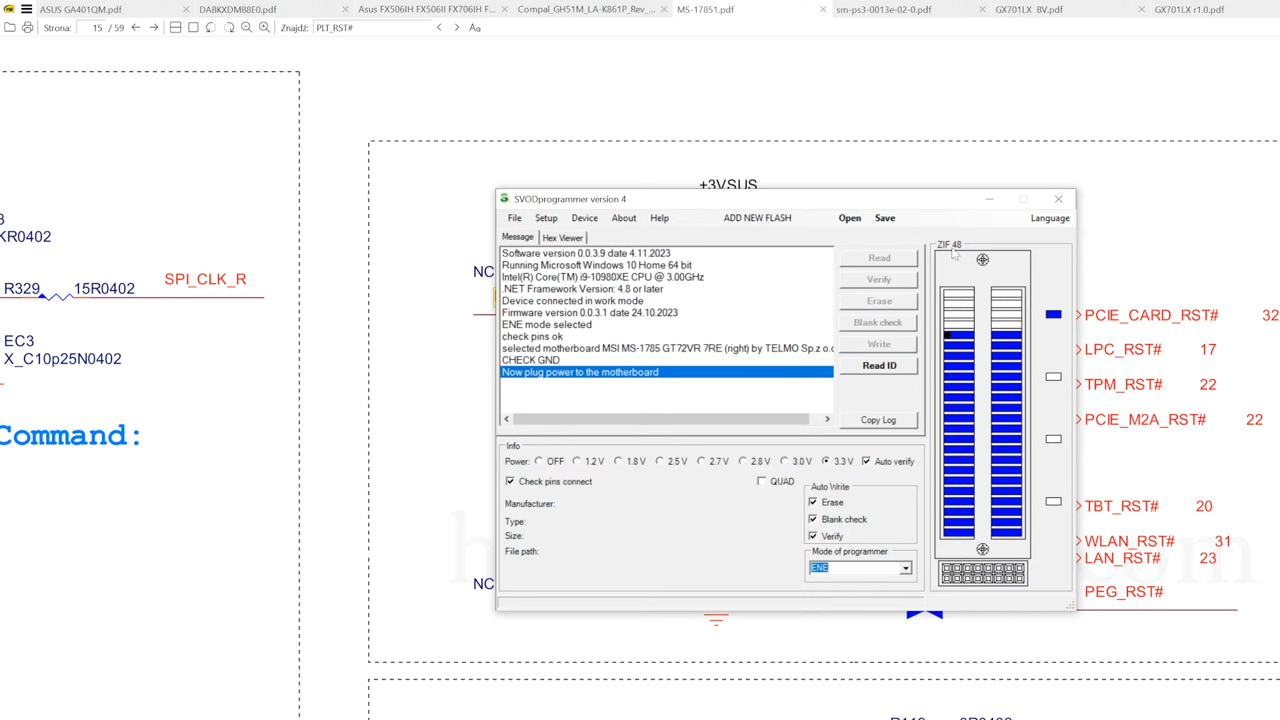 ASUS GA401QM.pdf
DABKXDMB8E0.pdf
Asus FX506IH FX506II FX706IH F...
Compal_GH51M_LA-K861P_Rev_...
MS-17851.pdf
sm-ps3-0013e-02-0.pdf
GX701LX BV.pdf
GX701LX r1.0.pdf
Strona: 15 / 59
Znajdź: PLT_RST#
KR0402
R329
15R0402
SPI_CLK_R
EC3
X_C10p25N0402
Command:
+3VSUS
NC
NC
SVODprogrammer version 4
File
Setup
Device
About
Help
ADD NEW FLASH
Open
Save
Language
Message
Hex Viewer
Software version 0.0.3.9 date 4.11.2023
Running Microsoft Windows 10 Home 64 bit
Intel(R) Core(TM) i9-10980XE CPU @ 3.00GHz
.NET Framework Version: 4.8 or later
Device connected in work mode
Firmware version 0.0.3.1 date 24.10.2023
ENE mode selected
check pins ok
selected motherboard MSI MS-1785 GT72VR 7RE (right) by TELMO Sp.z o.c
CHECK GND
Now plug power to the motherboard
Read
Verify
Erase
Blank check
Write
Read ID
Copy Log
ZIF 48
Info
Power: OFF 1.2 V 1.8 V 2.5 V 2.7 V 2.8 V 3.0 V 3.3 V Auto verify
Check pins connect
QUAD
Manufacturer:
Type:
Size:
File path:
Auto Write
Erase
Blank check
Verify
Mode of programmer
ENE
PCIE_CARD_RST# 32
LPC_RST# 17
TPM_RST# 22
PCIE_M2A_RST# 22
TBT_RST# 20
WLAN_RST# 31
LAN_RST# 23
PEG_RST#